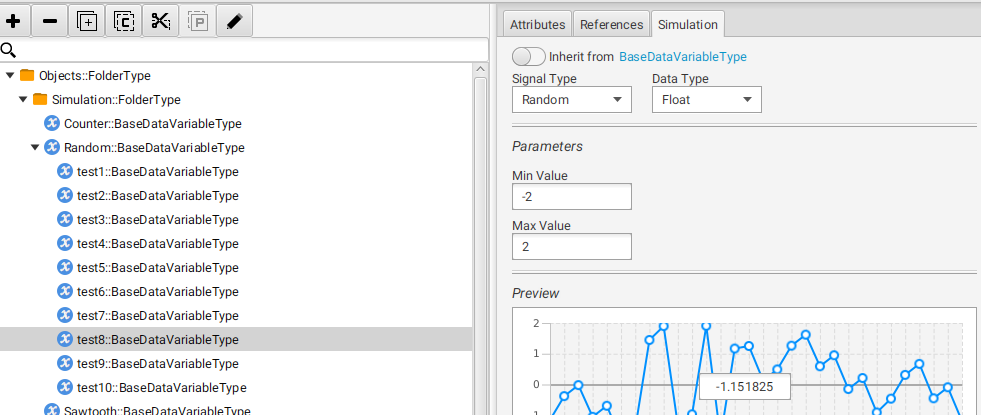 Objects::FolderType
Simulation::FolderType
Counter::BaseDataVariableType
Random::BaseDataVariableType
test1::BaseDataVariableType
test2::BaseDataVariableType
test3::BaseDataVariableType
test4::BaseDataVariableType
test5::BaseDataVariableType
test6::BaseDataVariableType
test7::BaseDataVariableType
test8::BaseDataVariableType
test9::BaseDataVariableType
test10::BaseDataVariableType
Sawtooth::BaseDataVariableType
Attributes References Simulation
Inherit from BaseDataVariableType
Signal Type Data Type
Random Float
Parameters
Min Value
-2
Max Value
2
Preview
2
1
0
-1.151825